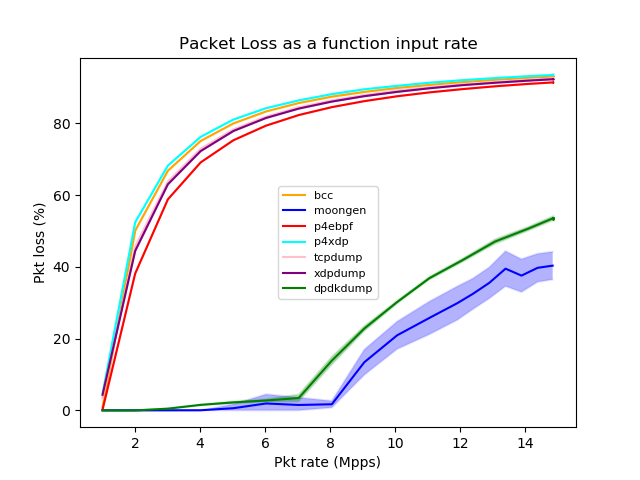 Packet Loss as a function input rate
Pkt loss (%)
80
60
40
20
0
bcc
moongen
p4ebpf
p4xdp
tcpdump
xdpdump
dpdkdump
2 4 6 8 10 12 14
Pkt rate (Mpps)